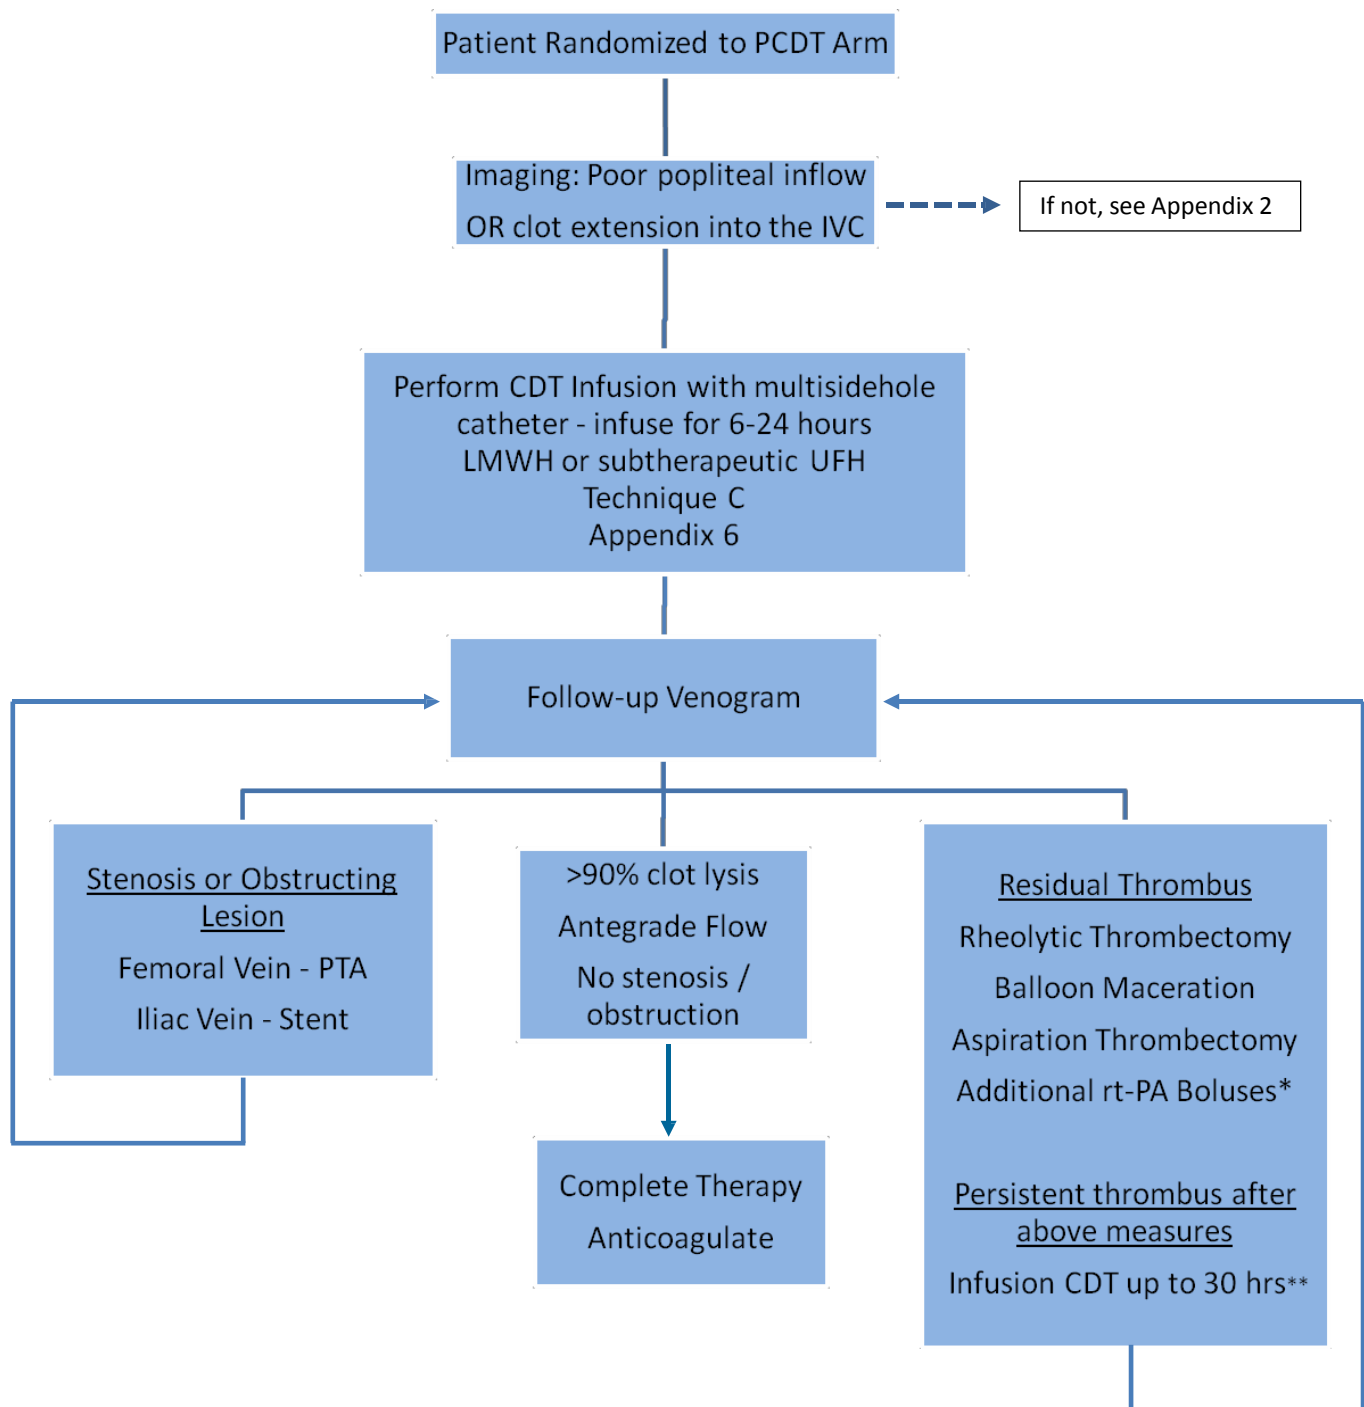 Patient Randomized to PCDT Arm
Imaging: Poor popliteal inflow
OR clot extension into the IVC
If not, see Appendix 2
Perform CDT Infusion with multisidehole
catheter - infuse for 6-24 hours
LMWH or subtherapeutic UFH
Technique C
Appendix 6
Follow-up Venogram
Stenosis or Obstructing
Lesion
Femoral Vein - PTA
Iliac Vein - Stent
>90% clot lysis
Antegrade Flow
No stenosis /
obstruction
Complete Therapy
Anticoagulate
Residual Thrombus
Rheolytic Thrombectomy
Balloon Maceration
Aspiration Thrombectomy
Additional rt-PA Boluses*
Persistent thrombus after
above measures
Infusion CDT up to 30 hrs**